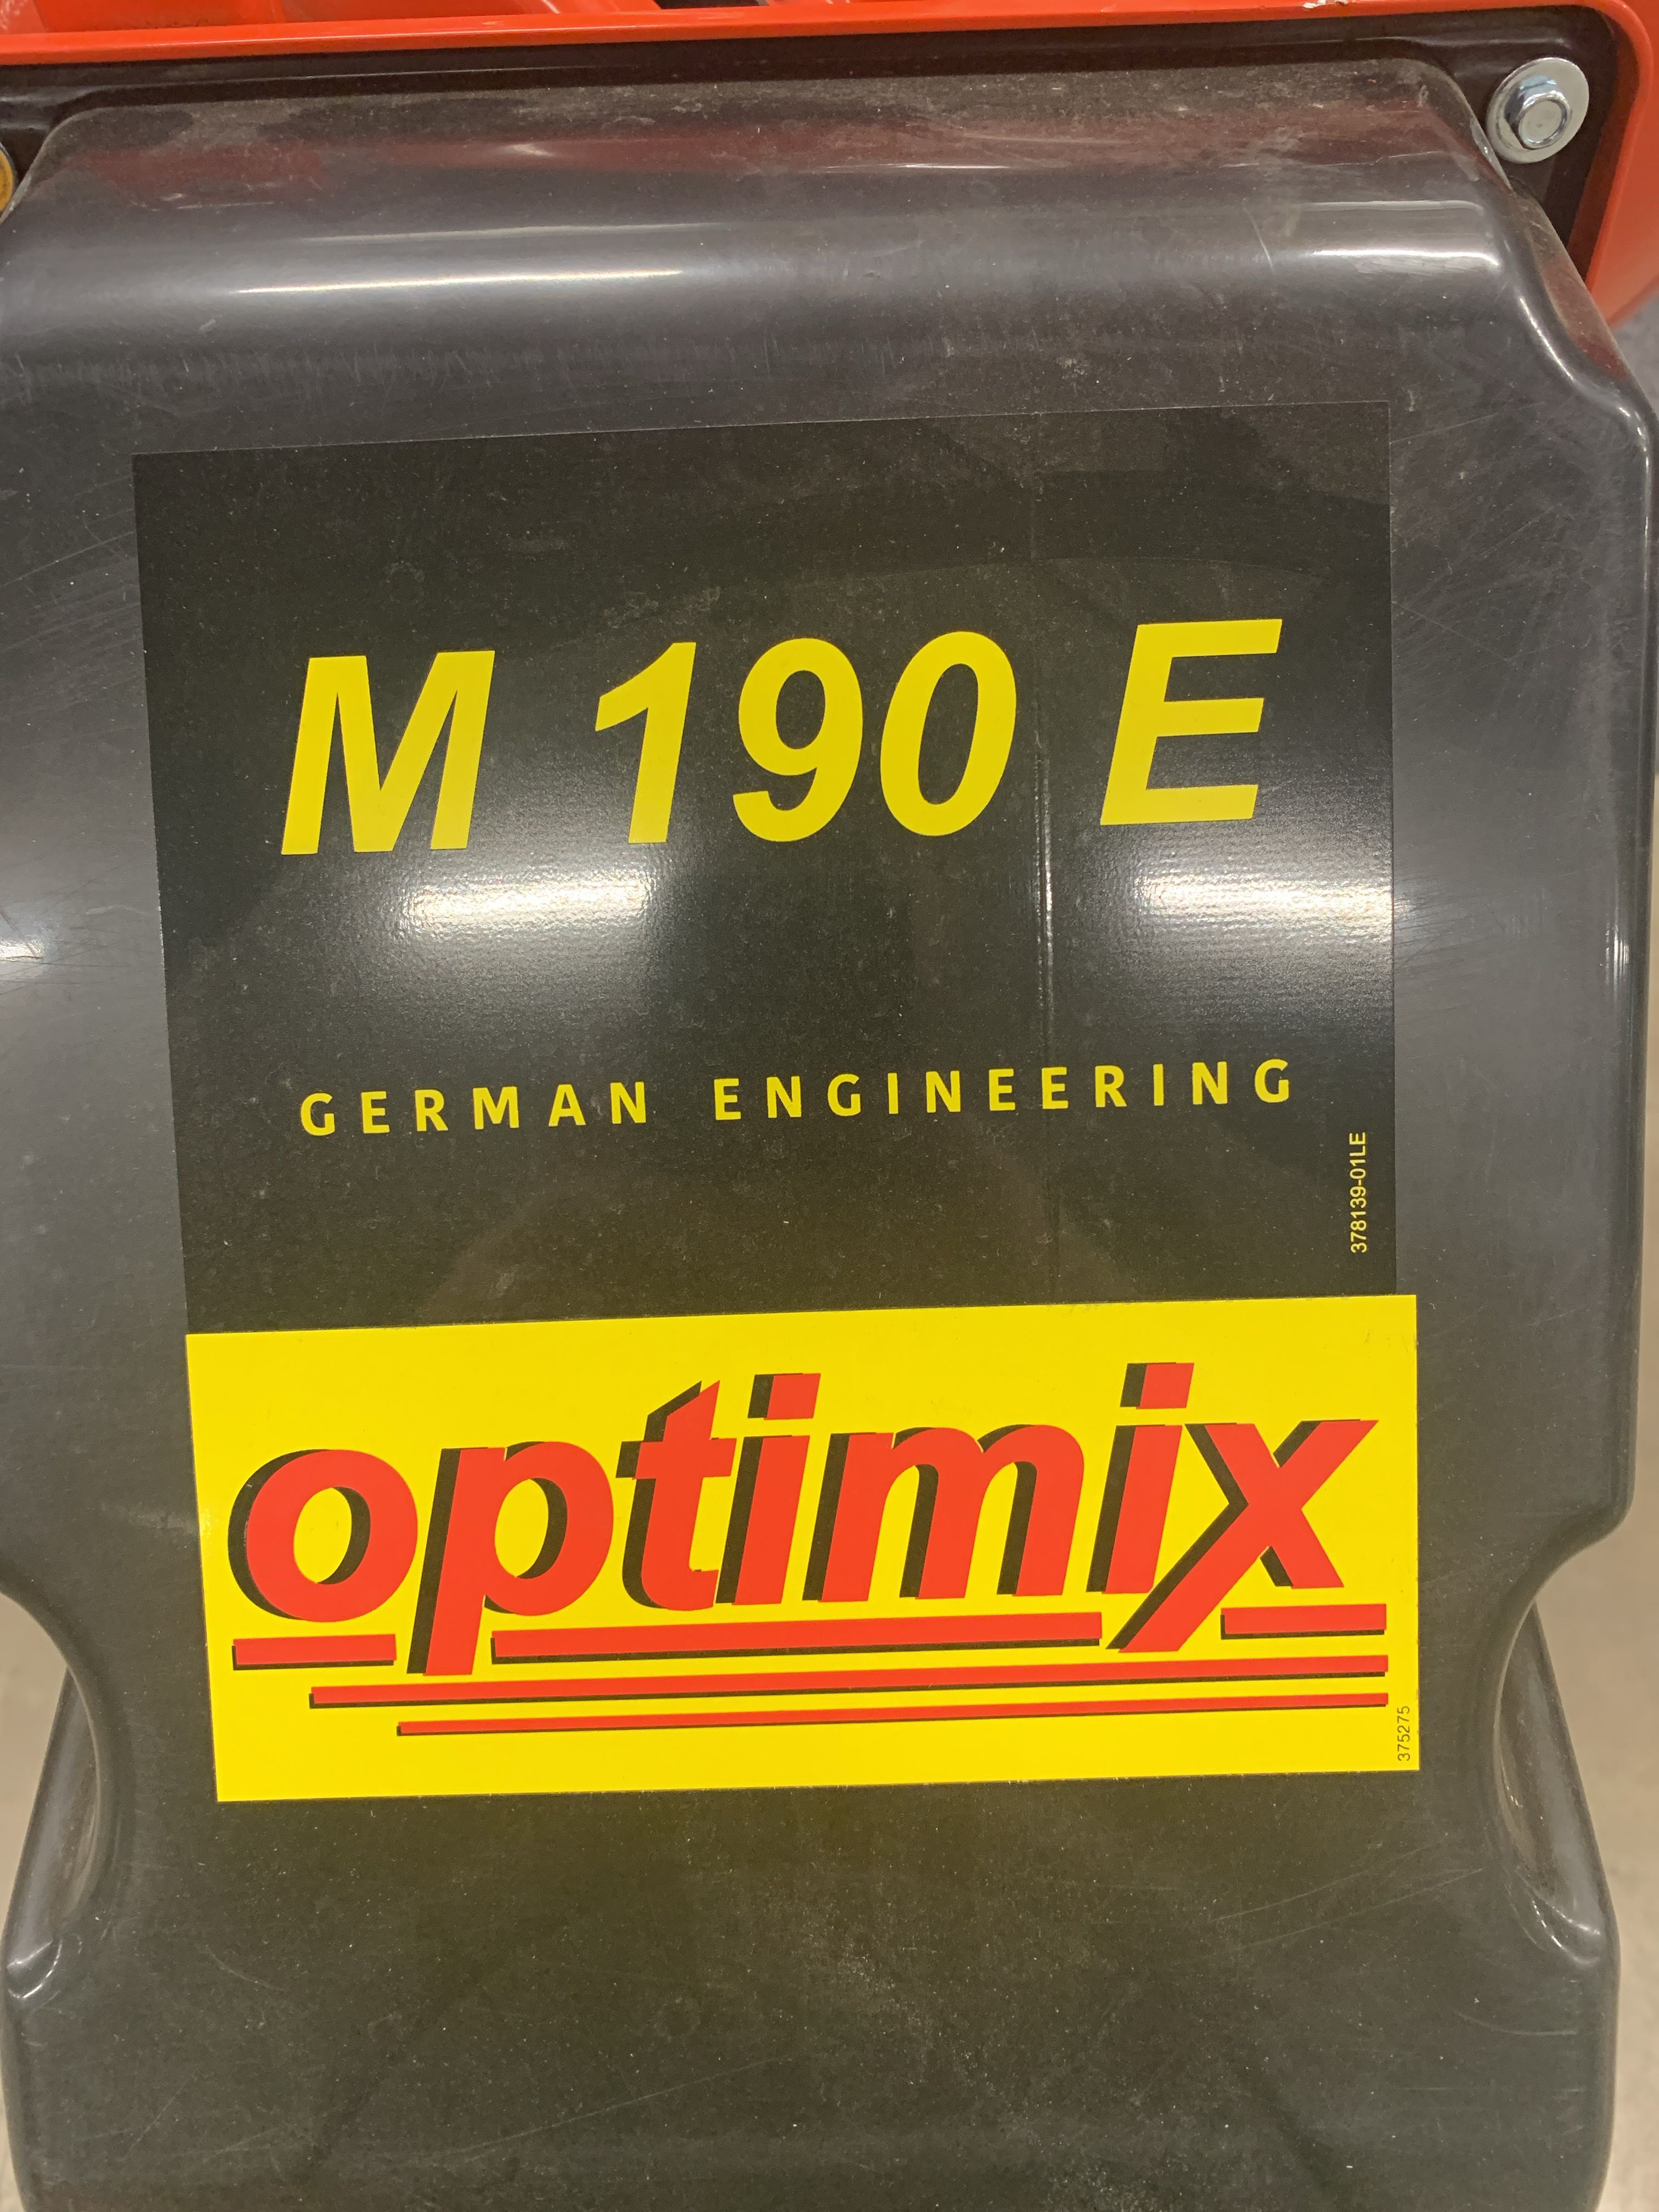 M 190 E
GERMAN ENGINEERING
378139-01LE
optimix
375275